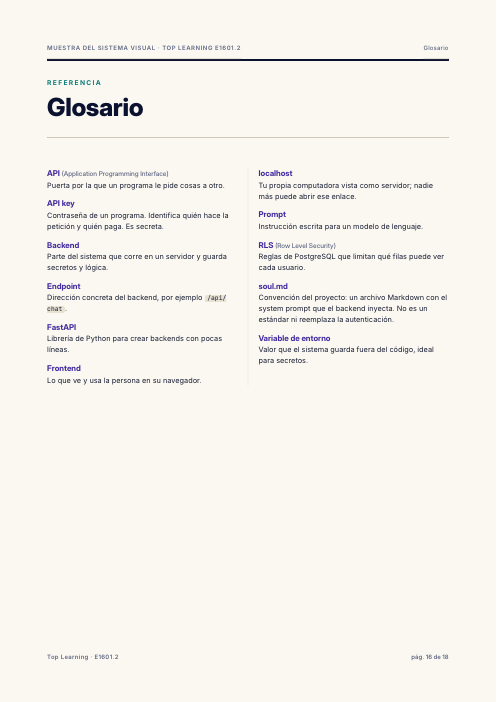 MUESTRA DEL SISTEMA VISUAL · TOP LEARNING E1601.2
Glosario
REFERENCIA
Glosario
API (Application Programming Interface)
Puerta por la que un programa le pide cosas a otro.
API key
Contraseña de un programa. Identifica quién hace la
petición y quién paga. Es secreta.
Backend
Parte del sistema que corre en un servidor y guarda
secretos y lógica.
Endpoint
Dirección concreta del backend, por ejemplo /api/
chat.
FastAPI
Librería de Python para crear backends con pocas
líneas.
Frontend
Lo que ve y usa la persona en su navegador.
localhost
Tu propia computadora vista como servidor; nadie
más puede abrir ese enlace.
Prompt
Instrucción escrita para un modelo de lenguaje.
RLS (Row Level Security)
Reglas de PostgreSQL que limitan qué filas puede ver
cada usuario.
soul.md
Convención del proyecto: un archivo Markdown con el
system prompt que el backend inyecta. No es un
estándar ni reemplaza la autenticación.
Variable de entorno
Valor que el sistema guarda fuera del código, ideal
para secretos.
Top Learning · E1601.2
pág. 16 de 18